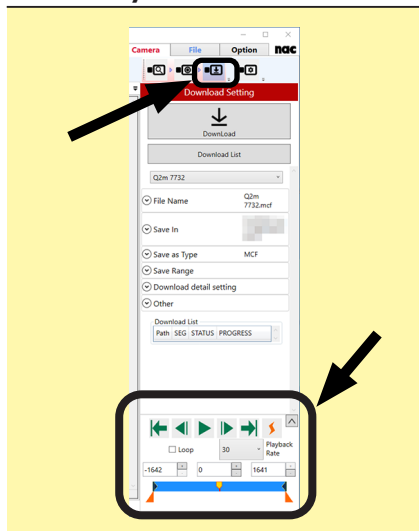 Camera File Option nac
Download Setting
DownLoad
Download List
Q2m 7732
File Name Q2m
7732.mcf
Save In
Save as Type MCF
Save Range
Download detail setting
Other
Download List
Path SEG STATUS PROGRESS
Loop 30 Playback
Rate
-1642 0 1641